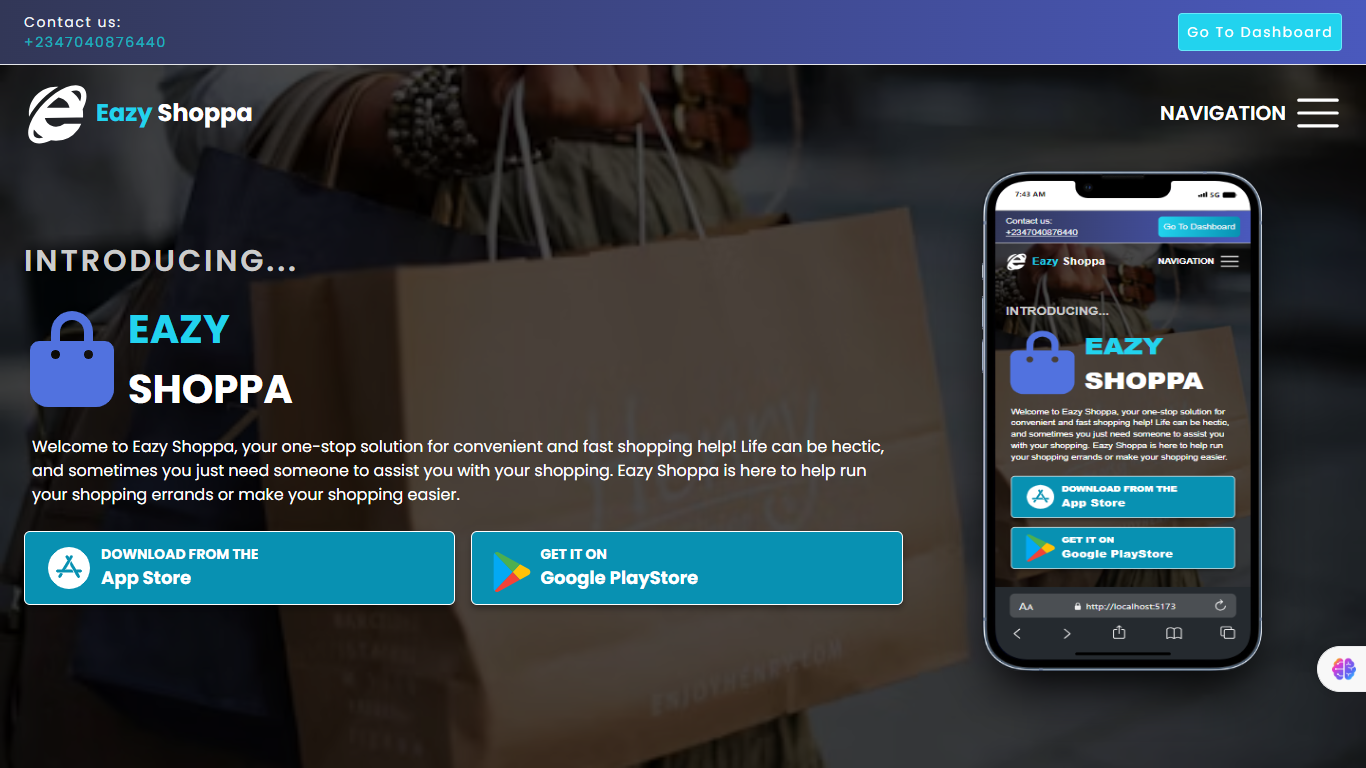 Contact us:
+2347040876440
Go To Dashboard
Eazy Shoppa
NAVIGATION
INTRODUCING...
EAZY
SHOPPA
Welcome to Eazy Shoppa, your one-stop solution for convenient and fast shopping help! Life can be hectic,
and sometimes you just need someone to assist you with your shopping. Eazy Shoppa is here to help run
your shopping errands or make your shopping easier.
DOWNLOAD FROM THE
App Store
GET IT ON
Google PlayStore
7:43 AM
5G
Contact us:
+2347040876440
Go To Dashboard
Eazy Shoppa
NAVIGATION
INTRODUCING...
EAZY
SHOPPA
Welcome to Eazy Shoppa, your one-stop solution for
convenient and fast shopping help! Life can be hectic,
and sometimes you just need someone to assist you
with your shopping. Eazy Shoppa is here to help run
your shopping errands or make your shopping easier.
DOWNLOAD FROM THE
App Store
GET IT ON
Google PlayStore
AA
http://localhost:5173